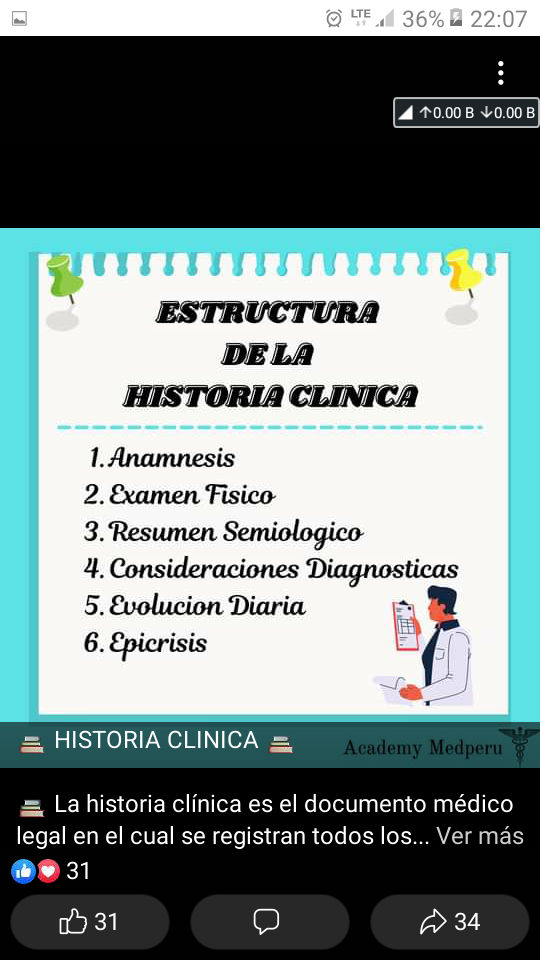 LTE 36% 22:07
↑0.00 B ↓0.00 B
ESTRUCTURA
DE LA
HISTORIA CLINICA
1. Anamnesis
2. Examen Fisico
3. Resumen Semiologico
4. Consideraciones Diagnosticas
5. Evolucion Diaria
6. Epicrisis
📚 HISTORIA CLINICA 📚
Academy Medperu
📚 La historia clínica es el documento médico
legal en el cual se registran todos los... Ver más
31
31
34